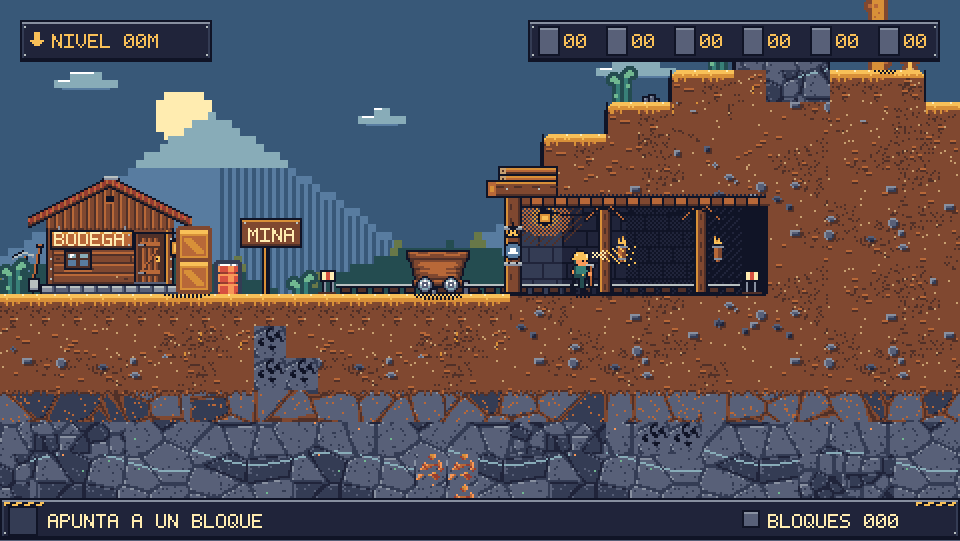 NIVEL 00M
00 00 00 00 00 00
BODEGA
MINA
APUNTA A UN BLOQUE
BLOQUES 000